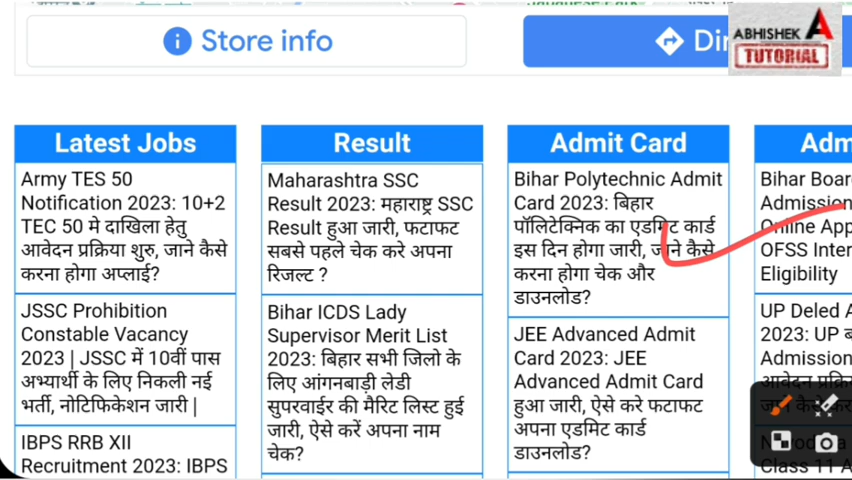 Store info
ABHISHEK A
TUTORIAL
Latest Jobs
Army TES 50
Notification 2023: 10+2
TEC 50 मे दाखिला हेतु
आवेदन प्रक्रिया शुरु, जाने कैसे
करना होगा अप्लाई?
JSSC Prohibition
Constable Vacancy
2023 | JSSC में 10वीं पास
अभ्यार्थी के लिए निकली नई
भर्ती, नोटिफिकेशन जारी |
IBPS RRB XII
Recruitment 2023: IBPS
Result
Maharashtra SSC
Result 2023: महाराष्ट्र SSC
Result हुआ जारी, फटाफट
सबसे पहले चेक करे अपना
रिजल्ट ?
Bihar ICDS Lady
Supervisor Merit List
2023: बिहार सभी जिलो के
लिए आंगनबाड़ी लेडी
सुपरवाईर की मैरिट लिस्ट हुई
जारी, ऐसे करें अपना नाम
चेक?
Admit Card
Bihar Polytechnic Admit
Card 2023: बिहार
पॉलिटेक्निक का एडमिट कार्ड
इस दिन होगा जारी, जाने कैसे
करना होगा चेक और
डाउनलोड?
JEE Advanced Admit
Card 2023: JEE
Advanced Admit Card
हुआ जारी, ऐसे करे फटाफट
अपना एडमिट कार्ड
डाउनलोड?
Bihar Boar
Admission
Online App
OFSS Inter
Eligibility
UP Deled A
2023: UP
Admission
Class 11